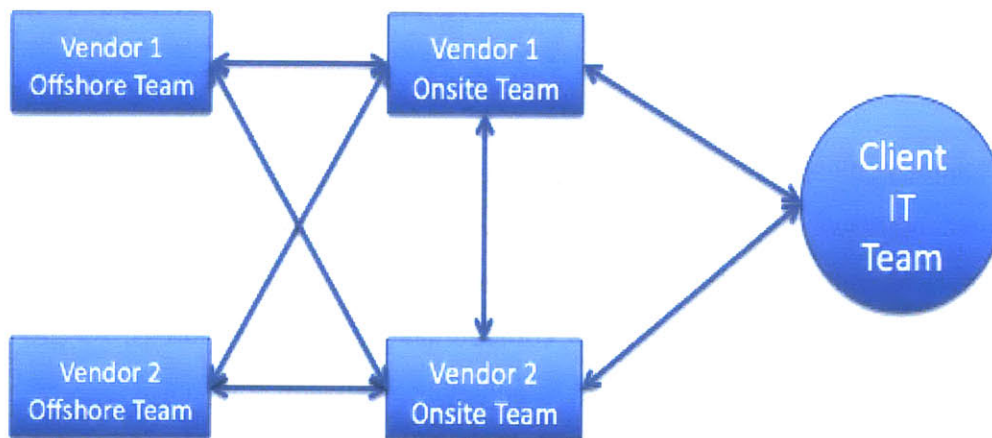 Vendor 1
Offshore Team
Vendor 1
Onsite Team
Client
IT
Team
Vendor 2
Offshore Team
Vendor 2
Onsite Team